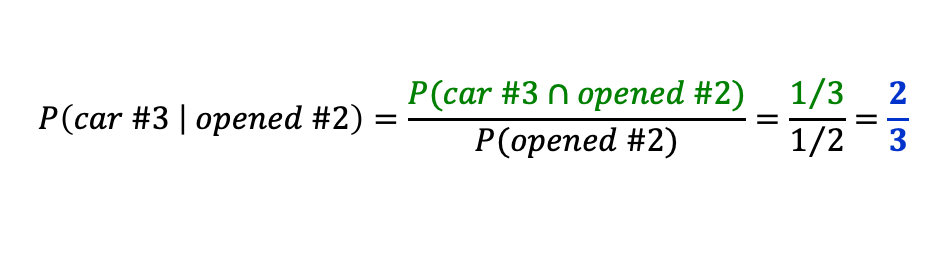 P(car #3 | opened #2) = P(car #3 ∩ opened #2) / P(opened #2) = 1/3 / 1/2 = 2 / 3